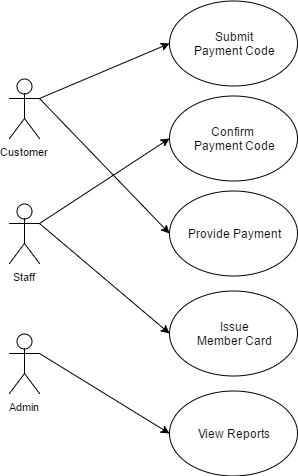 Submit
Payment Code
Customer
Confirm
Payment Code
Provide Payment
Staff
Issue
Member Card
Admin
View Reports